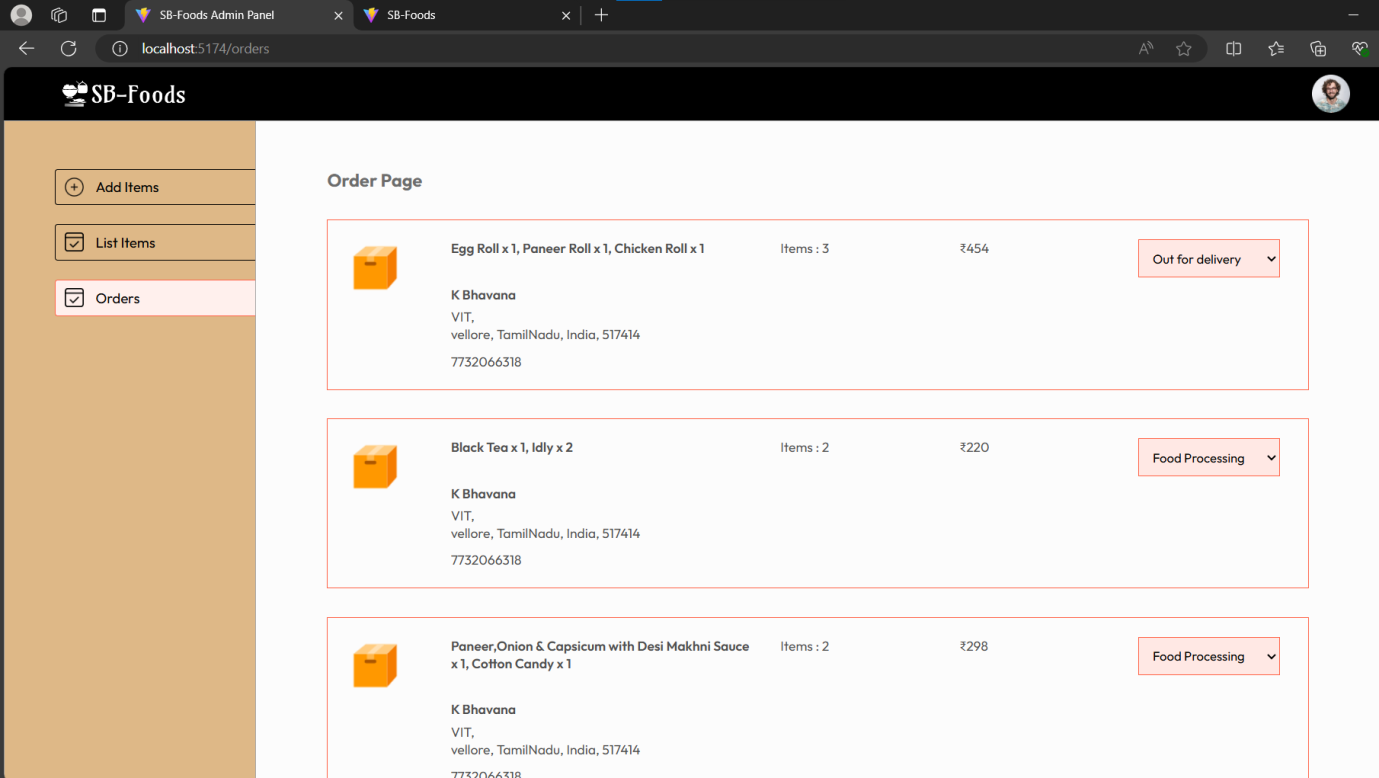 SB-Foods Admin Panel
SB-Foods
localhost:5174/orders
SB-Foods
Add Items
List Items
Orders
Order Page
Egg Roll x 1, Paneer Roll x 1, Chicken Roll x 1
Items : 3
₹454
Out for delivery
K Bhavana
VIT,
vellore, TamilNadu, India, 517414
7732066318
Black Tea x 1, Idly x 2
Items : 2
₹220
Food Processing
K Bhavana
VIT,
vellore, TamilNadu, India, 517414
7732066318
Paneer,Onion & Capsicum with Desi Makhni Sauce
x 1, Cotton Candy x 1
Items : 2
₹298
Food Processing
K Bhavana
VIT,
vellore, TamilNadu, India, 517414
7732066318